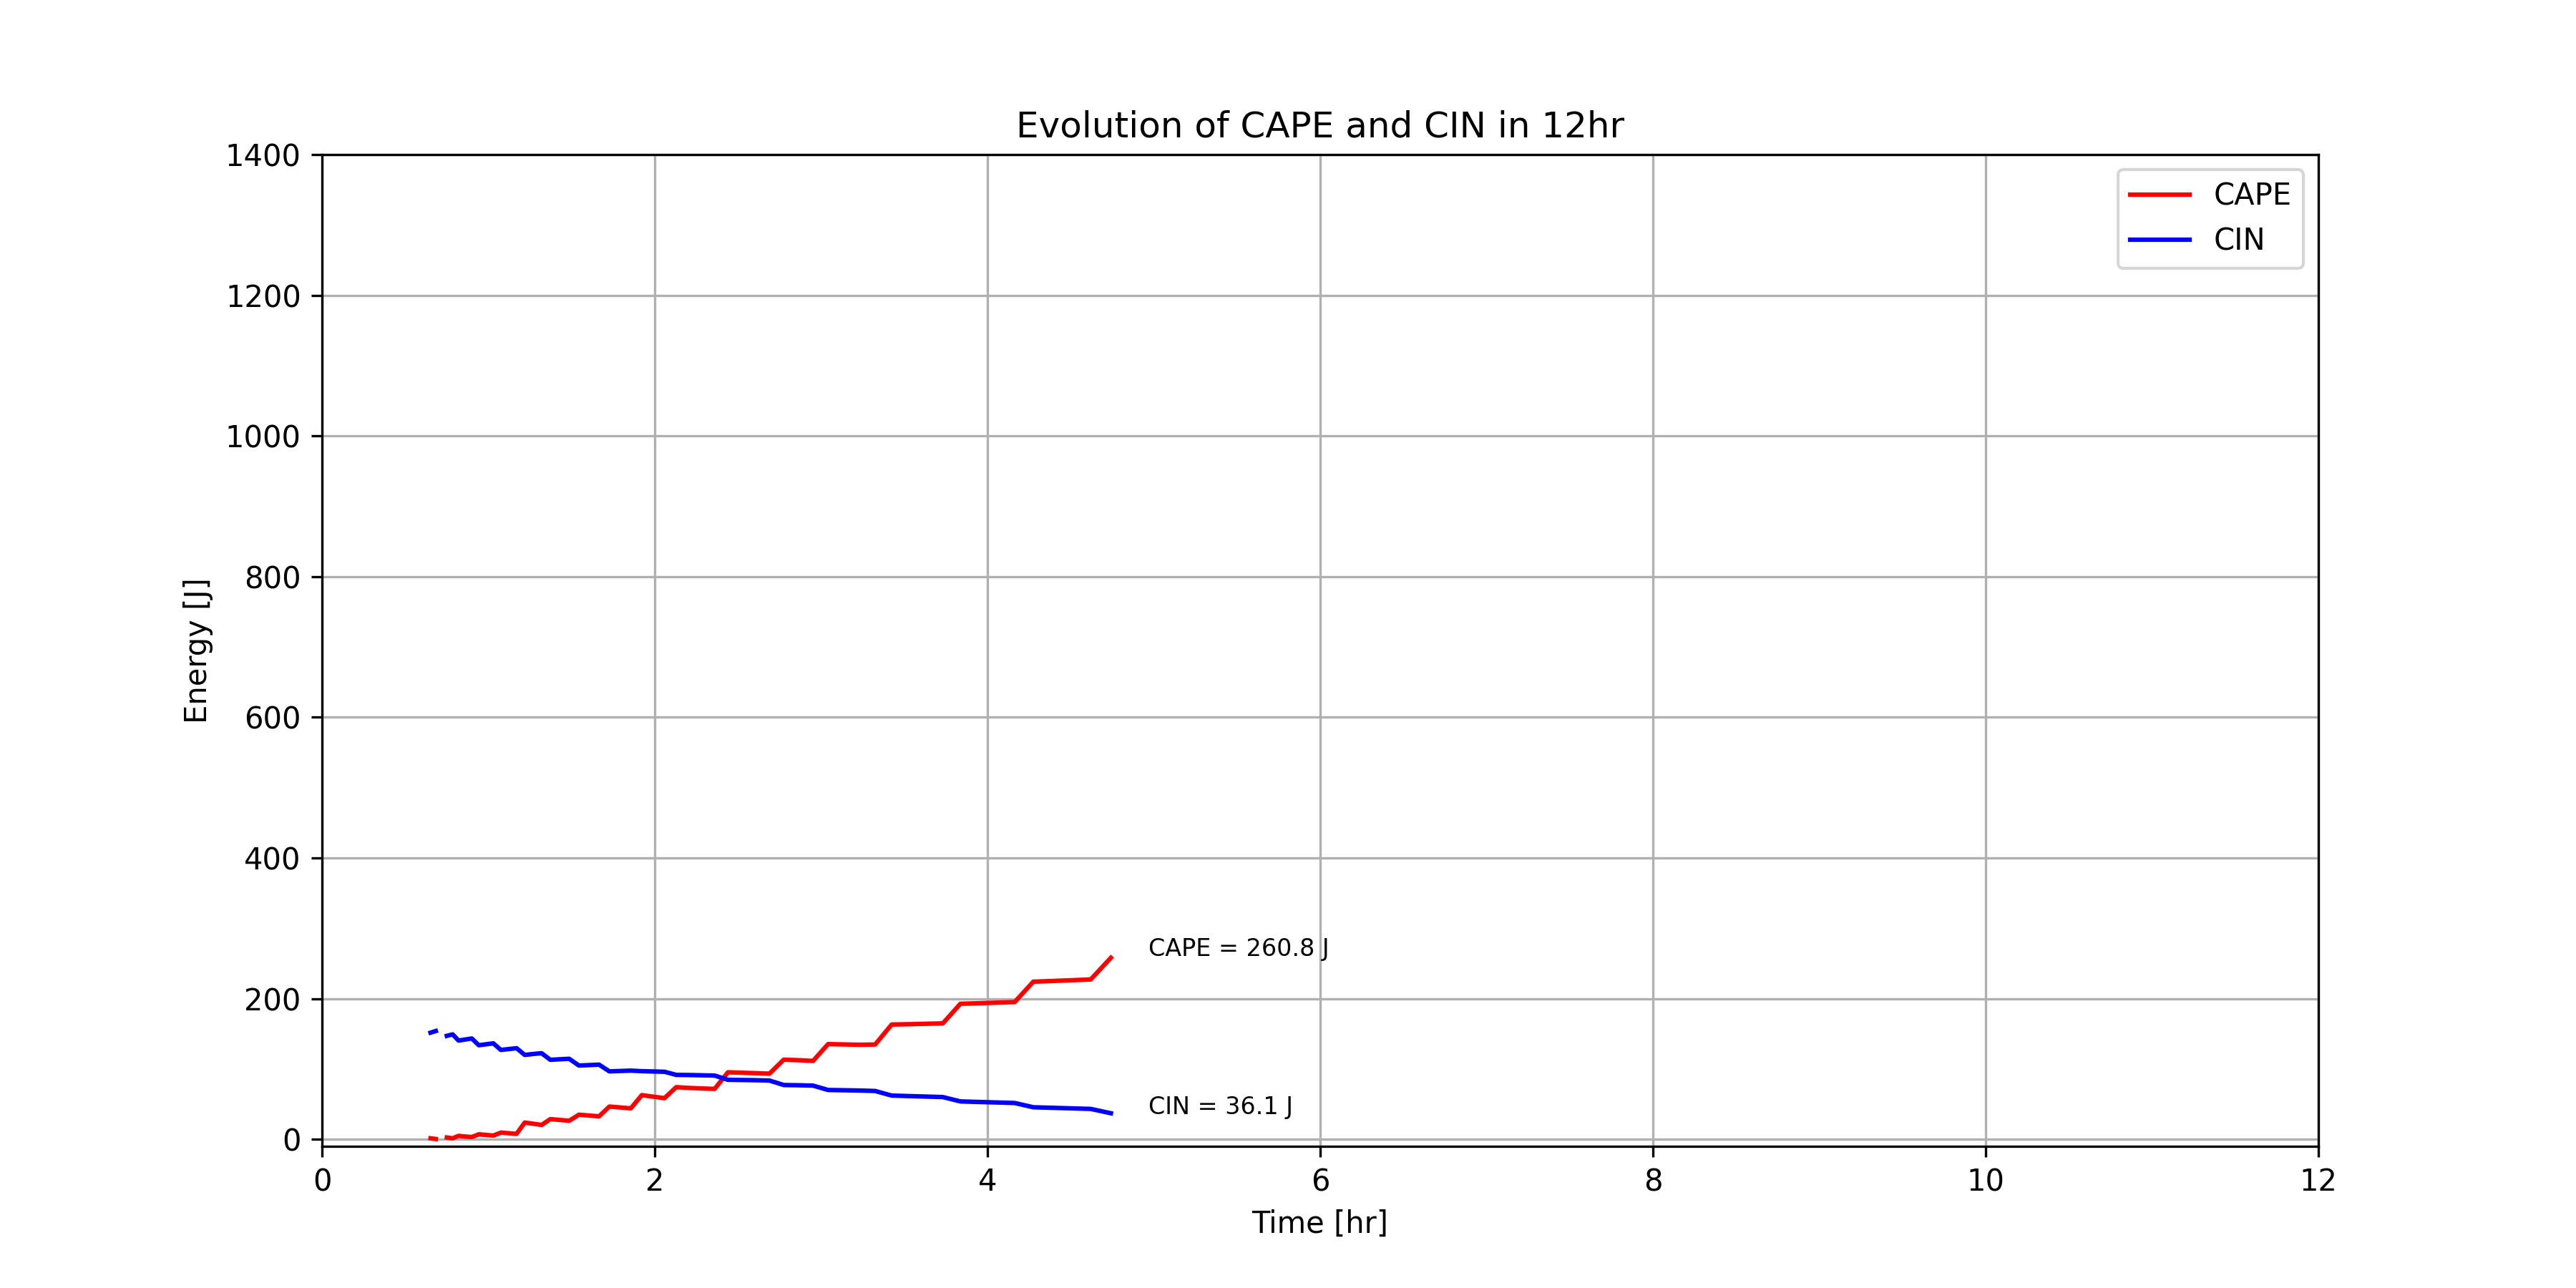 Evolution of CAPE and CIN in 12hr
1400
1200
1000
800
600
400
200
0
Energy [J]
CAPE
CIN
CAPE = 260.8 J
CIN = 36.1 J
0 2 4 6 8 10 12
Time [hr]